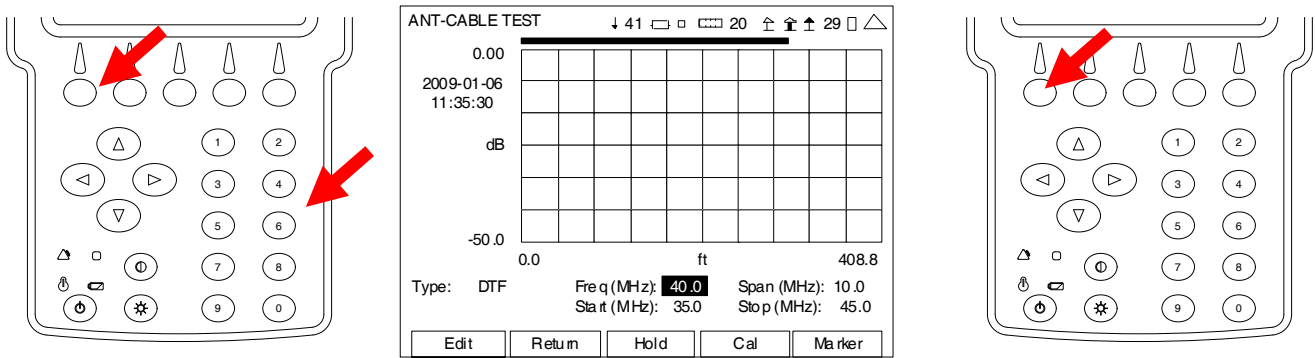 1 2
3 4
5 6
7 8
9 0
ANT-CABLE TEST 41 20 29
0.00
2009-01-06
11:35:30
dB
-50.0
0.0 ft 408.8
Type: DTF Freq (MHz): 40.0 Span (MHz): 10.0
Start (MHz): 35.0 Stop (MHz): 45.0
Edit Return Hold Cal Marker
1 2
3 4
5 6
7 8
9 0